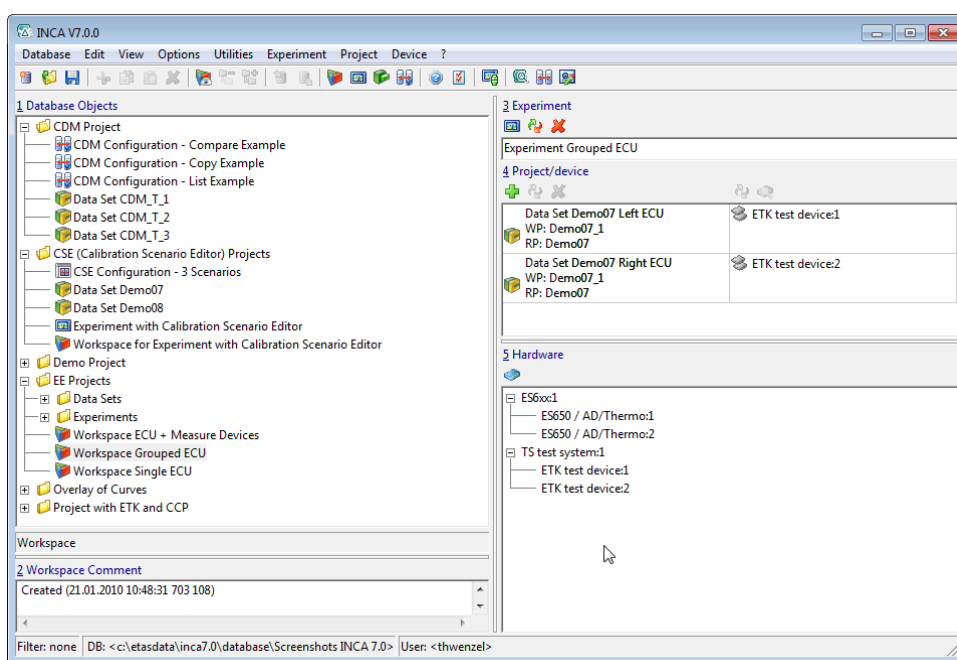 INCA V7.0.0
Database Edit View Options Utilities Experiment Project Device ?
1 Database Objects
CDM Project
CDM Configuration - Compare Example
CDM Configuration - Copy Example
CDM Configuration - List Example
Data Set CDM_T_1
Data Set CDM_T_2
Data Set CDM_T_3
CSE (Calibration Scenario Editor) Projects
CSE Configuration - 3 Scenarios
Data Set Demo07
Data Set Demo08
Experiment with Calibration Scenario Editor
Workspace for Experiment with Calibration Scenario Editor
Demo Project
EE Projects
Data Sets
Experiments
Workspace ECU + Measure Devices
Workspace Grouped ECU
Workspace Single ECU
Overlay of Curves
Project with ETK and CCP
Workspace
2 Workspace Comment
Created (21.01.2010 10:48:31 703 108)
3 Experiment
Experiment Grouped ECU
4 Project/device
Data Set Demo07 Left ECU
WP: Demo07_1
RP: Demo07
ETK test device:1
Data Set Demo07 Right ECU
WP: Demo07_1
RP: Demo07
ETK test device:2
5 Hardware
ES6xx:1
ES650 / AD/Thermo:1
ES650 / AD/Thermo:2
TS test system:1
ETK test device:1
ETK test device:2
Filter: none DB: <c:\etasdata\inca7.0\database\Screenshots INCA 7.0> User: <thwenzel>